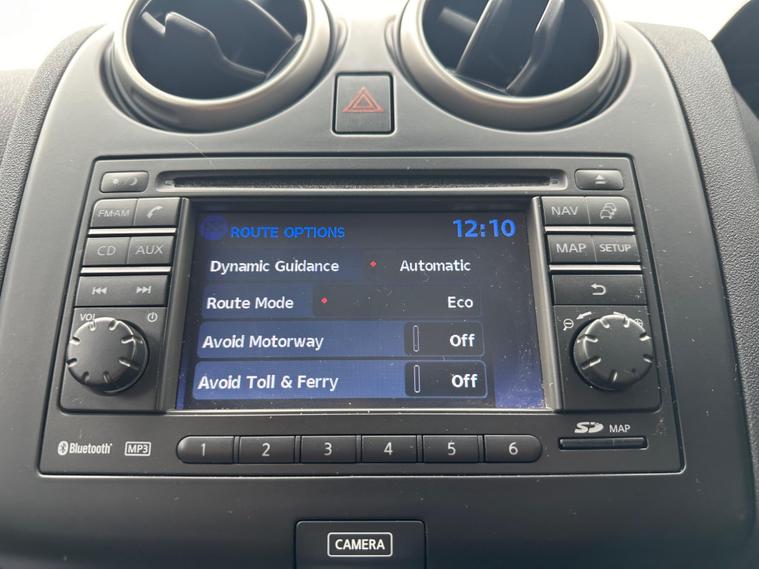 FM·AM
CD AUX
VOL
NAV
MAP SETUP
ROUTE OPTIONS 12:10
Dynamic Guidance Automatic
Route Mode Eco
Avoid Motorway Off
Avoid Toll & Ferry Off
Bluetooth® MP3 1 2 3 4 5 6 SD MAP
CAMERA